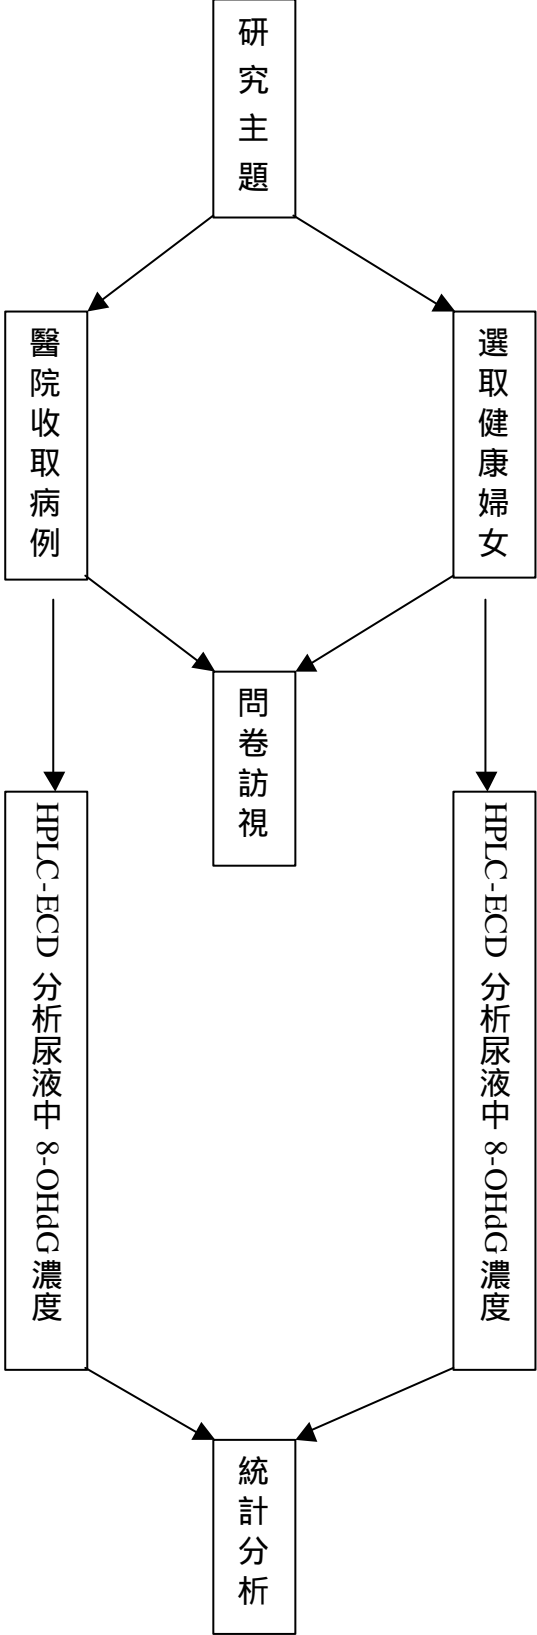 研究主題
醫院收取病例
選取健康婦女
問卷訪視
HPLC-ECD 分析尿液中 8-OHdG 濃度
HPLC-ECD 分析尿液中 8-OHdG 濃度
統計分析